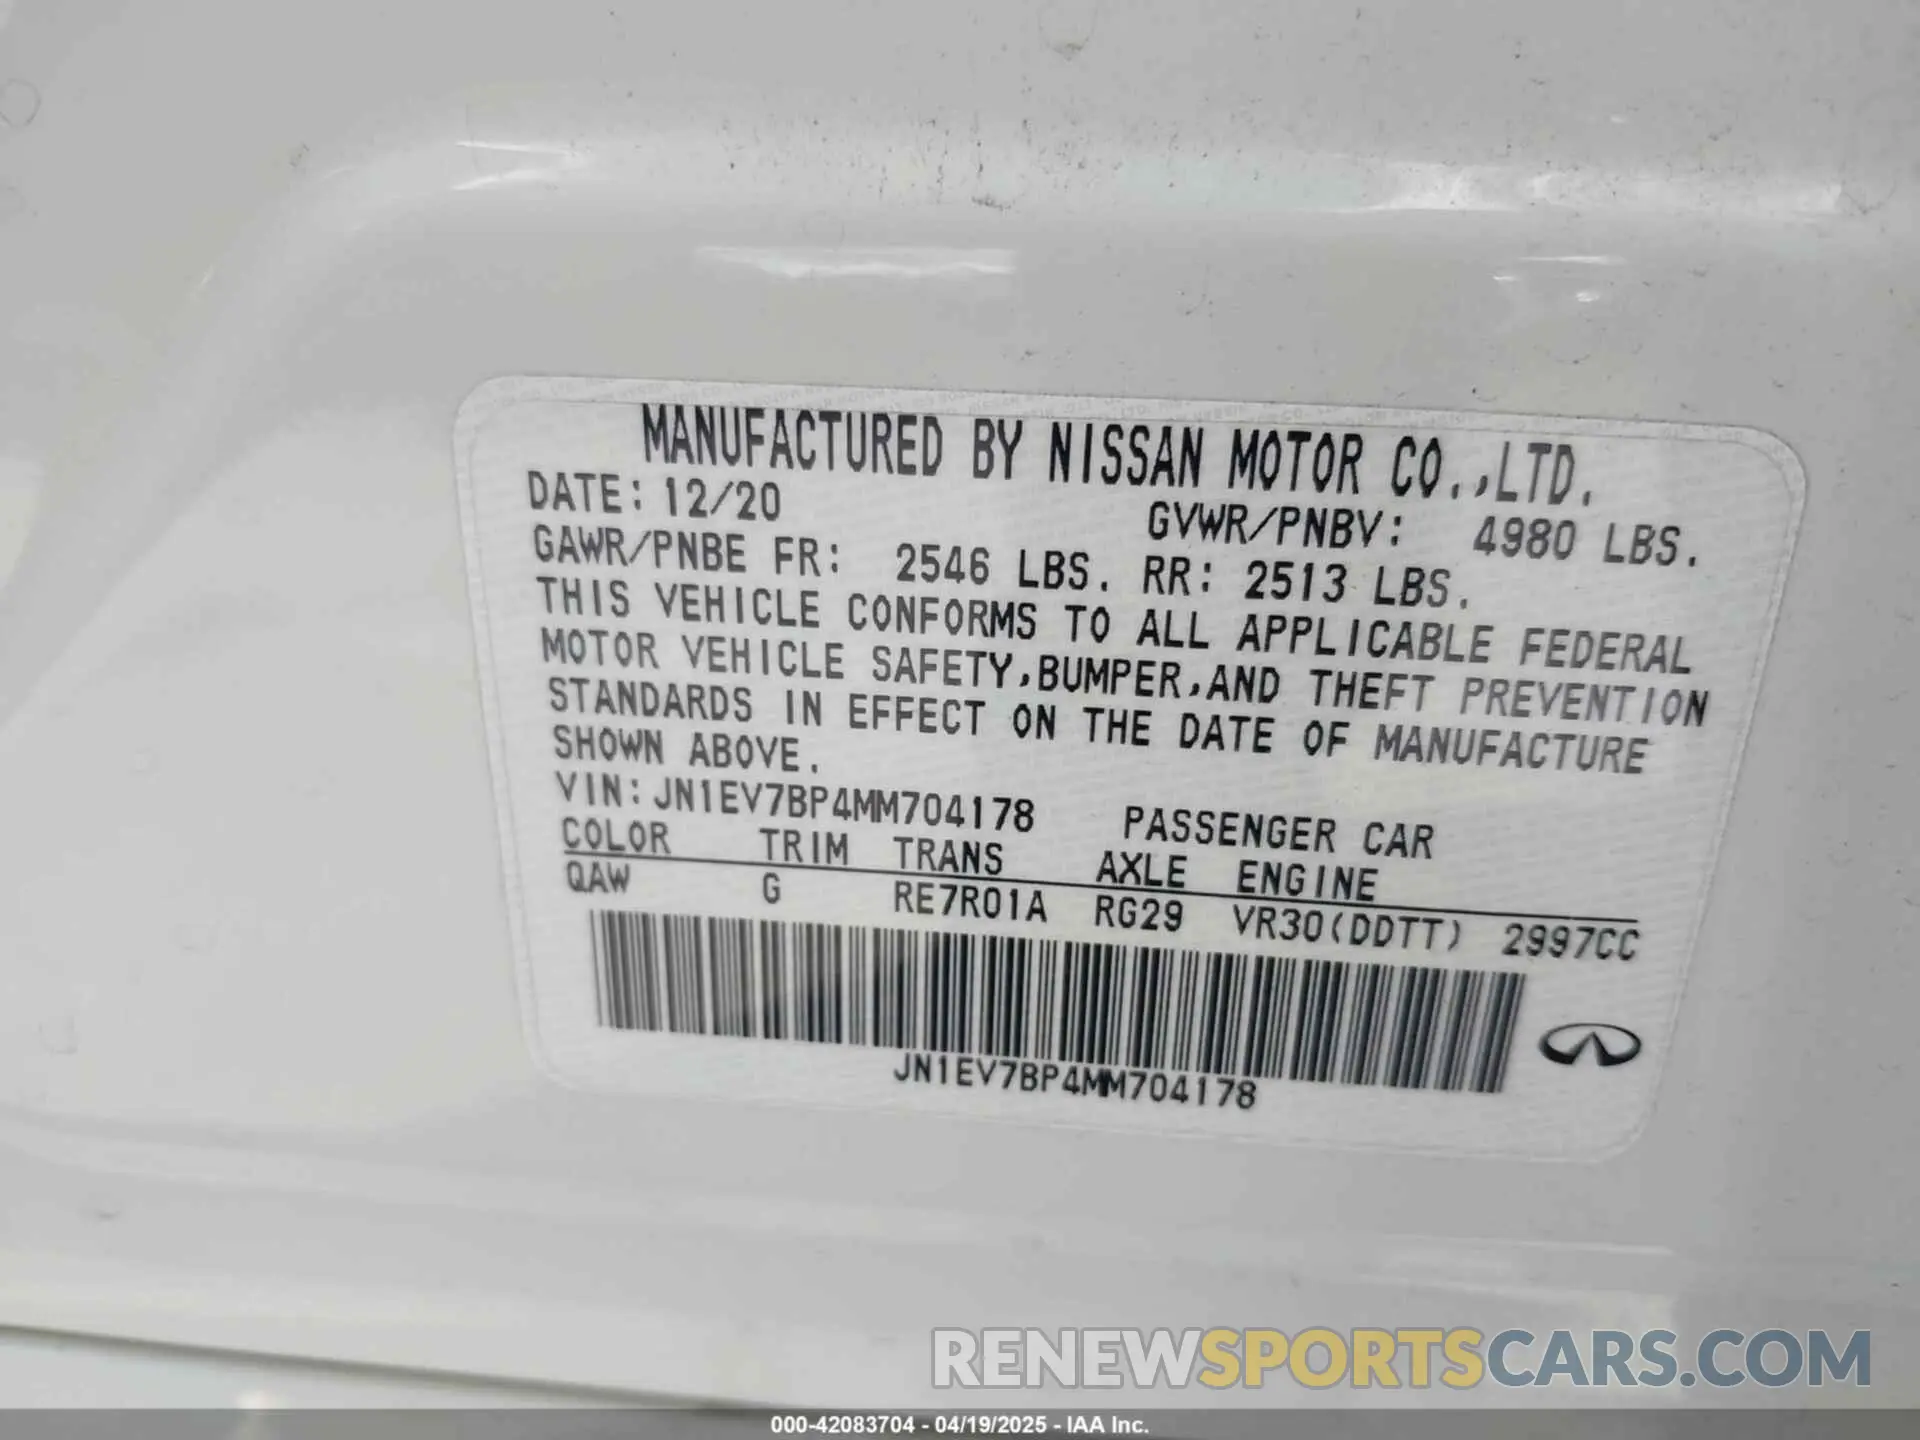 MANUFACTURED BY NISSAN MOTOR CO.,LTD.
DATE: 12/20 GVWR/PNBV: 4980 LBS.
GAWR/PNBE FR: 2546 LBS. RR: 2513 LBS.
THIS VEHICLE CONFORMS TO ALL APPLICABLE FEDERAL
MOTOR VEHICLE SAFETY,BUMPER,AND THEFT PREVENTION
STANDARDS IN EFFECT ON THE DATE OF MANUFACTURE
SHOWN ABOVE.
VIN: JN1EV7BP4MM704178 PASSENGER CAR
COLOR TRIM TRANS AXLE ENGINE
QAW G RE7R01A RG29 VR30(DDTT) 2997CC
JN1EV7BP4MM704178
RENEWSPORTSCARS.COM
000-42083704 - 04/19/2025 - IAA Inc.